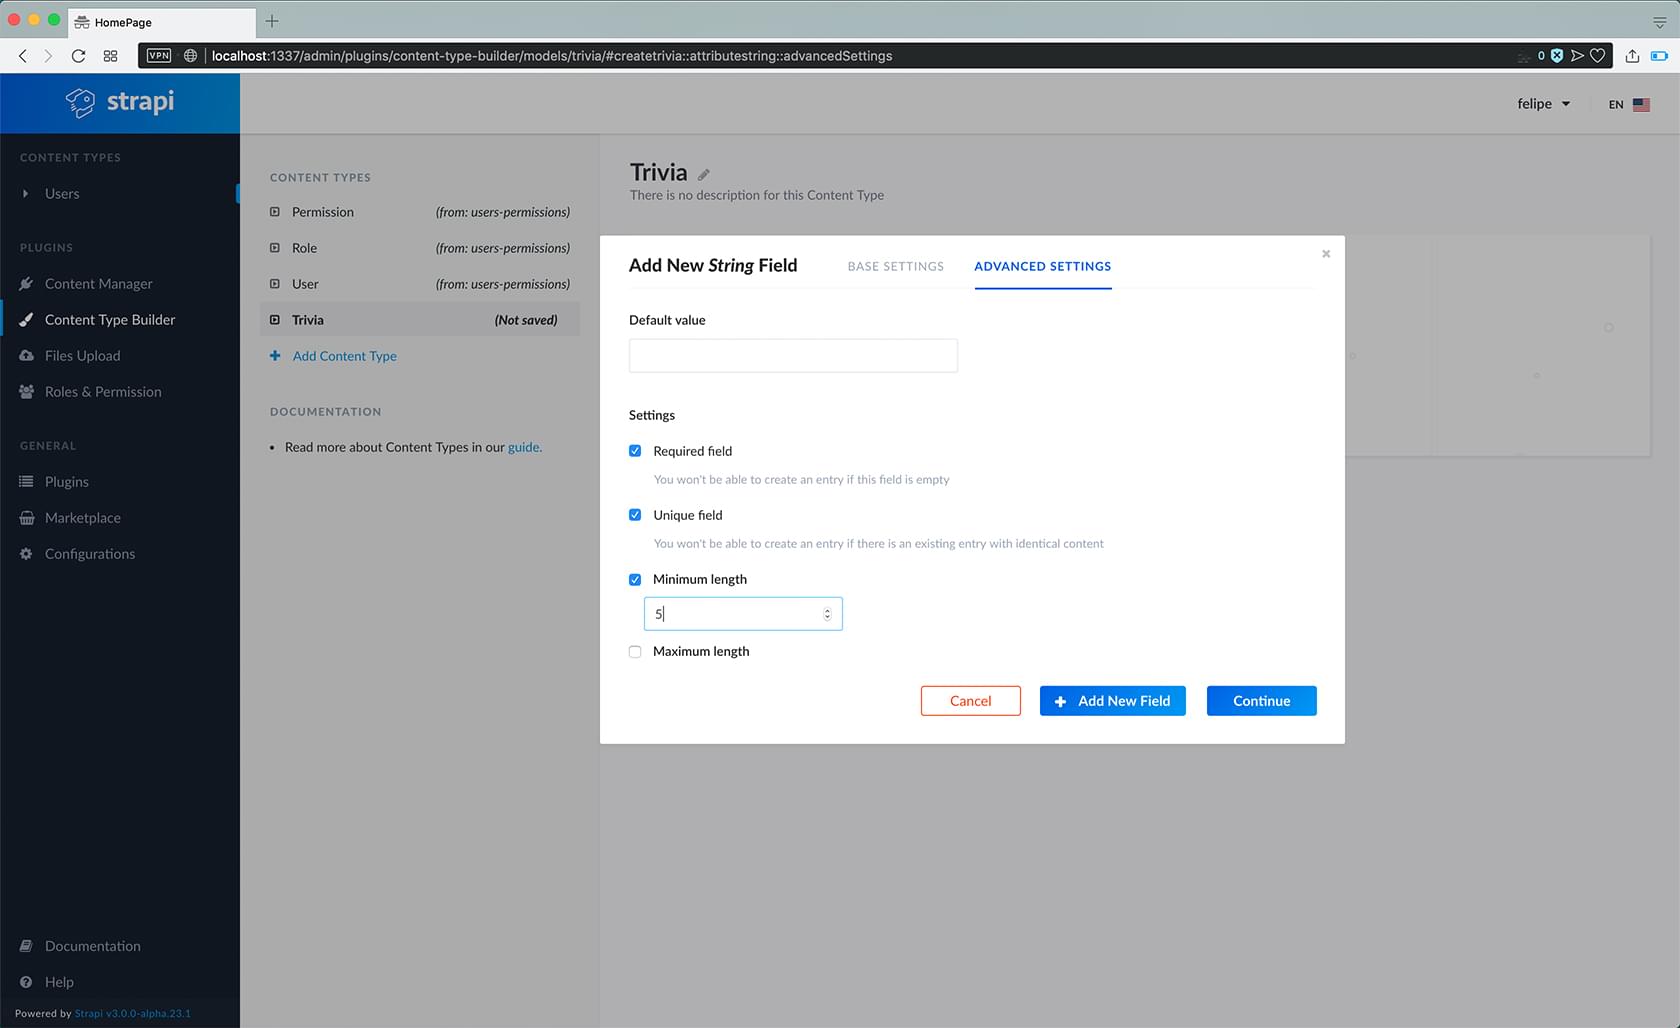 HomePage
VPN
localhost:1337/admin/plugins/content-type-builder/models/trivia/#createtrivia::attributestring::advancedSettings
0
strapi
felipe
EN
CONTENT TYPES
Users
PLUGINS
Content Manager
Content Type Builder
Files Upload
Roles & Permission
GENERAL
Plugins
Marketplace
Configurations
Documentation
Help
Powered by Strapi v3.0.0-alpha.23.1
CONTENT TYPES
Permission (from: users-permissions)
Role (from: users-permissions)
User (from: users-permissions)
Trivia (Not saved)
Add Content Type
DOCUMENTATION
• Read more about Content Types in our guide.
Trivia
There is no description for this Content Type
Add New String Field
BASE SETTINGS
ADVANCED SETTINGS
Default value
Settings
Required field
You won't be able to create an entry if this field is empty
Unique field
You won't be able to create an entry if there is an existing entry with identical content
Minimum length
5
Maximum length
Cancel
Add New Field
Continue